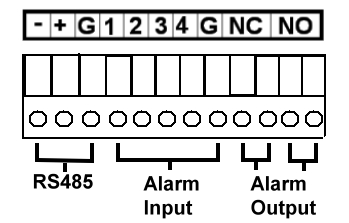 - + G 1 2 3 4 G NC NO
RS485 Alarm Alarm
Input Output